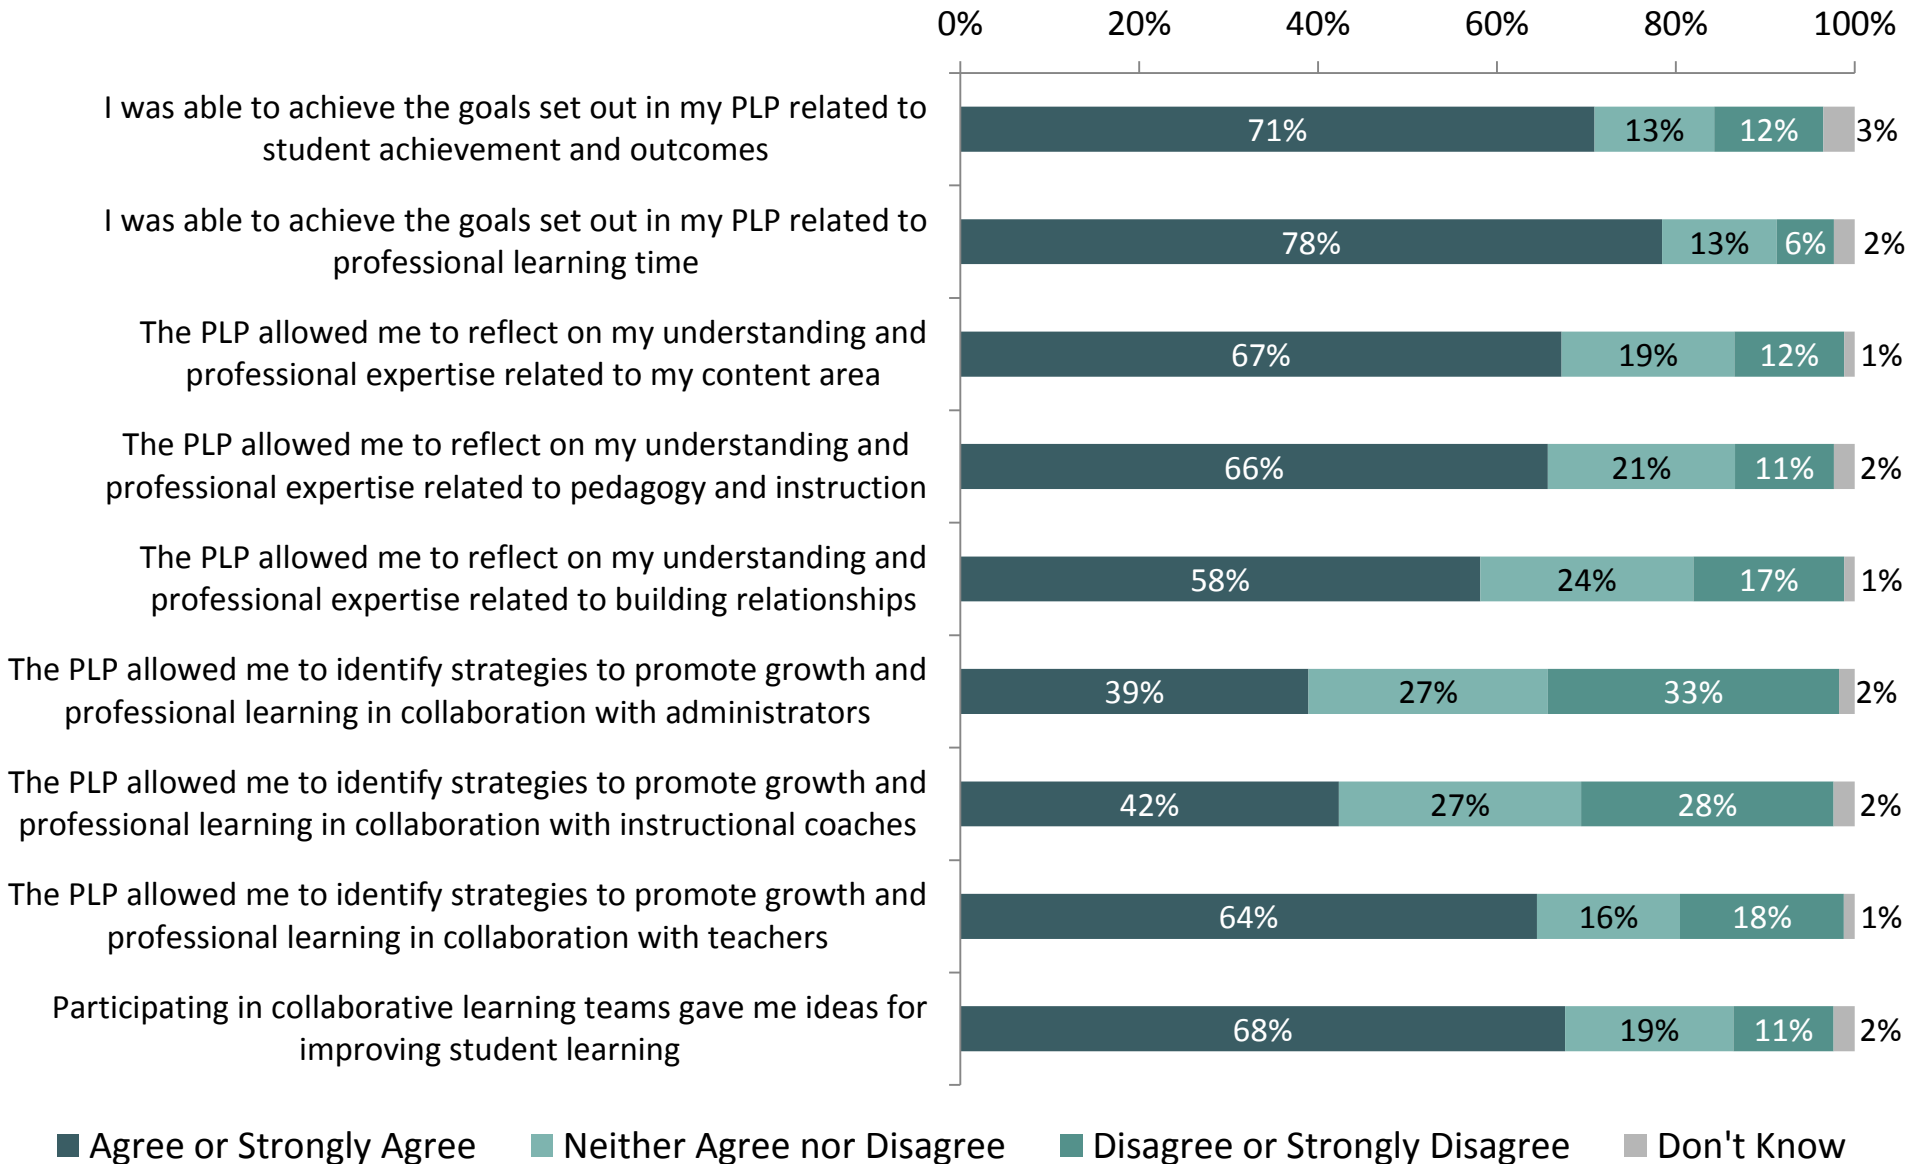 0% 20% 40% 60% 80% 100%
I was able to achieve the goals set out in my PLP related to
student achievement and outcomes
71% 13% 12% 3%
I was able to achieve the goals set out in my PLP related to
professional learning time
78% 13% 6% 2%
The PLP allowed me to reflect on my understanding and
professional expertise related to my content area
67% 19% 12% 1%
The PLP allowed me to reflect on my understanding and
professional expertise related to pedagogy and instruction
66% 21% 11% 2%
The PLP allowed me to reflect on my understanding and
professional expertise related to building relationships
58% 24% 17% 1%
The PLP allowed me to identify strategies to promote growth and
professional learning in collaboration with administrators
39% 27% 33% 2%
The PLP allowed me to identify strategies to promote growth and
professional learning in collaboration with instructional coaches
42% 27% 28% 2%
The PLP allowed me to identify strategies to promote growth and
professional learning in collaboration with teachers
64% 16% 18% 1%
Participating in collaborative learning teams gave me ideas for
improving student learning
68% 19% 11% 2%
Agree or Strongly Agree Neither Agree nor Disagree Disagree or Strongly Disagree Don't Know